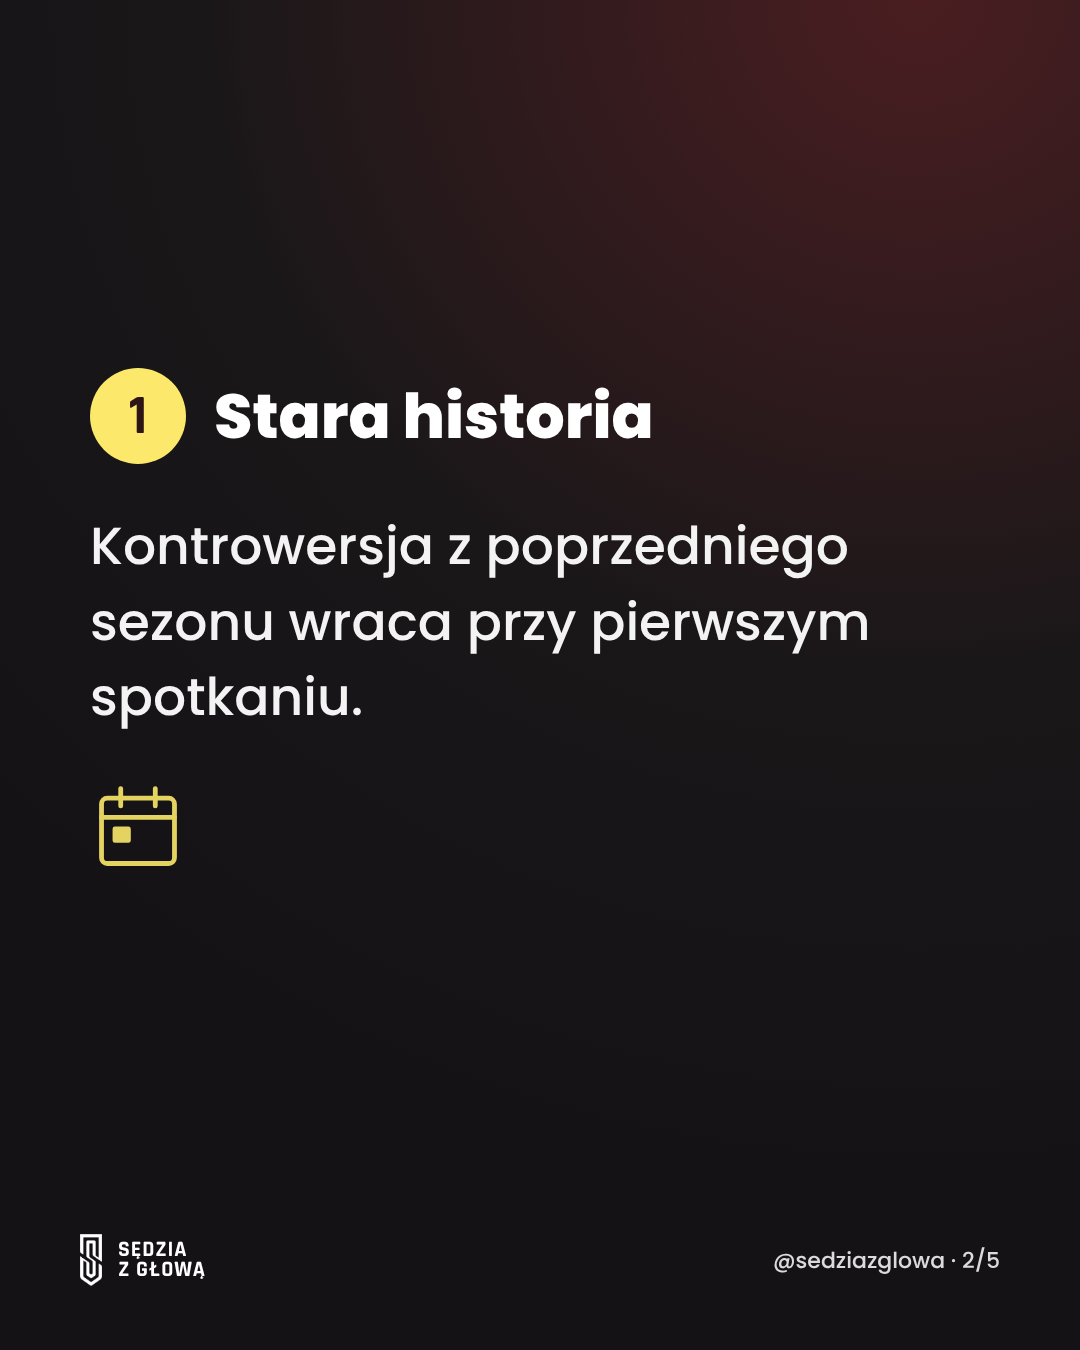 1 Stara historia
Kontrowersja z poprzedniego
sezonu wraca przy pierwszym
spotkaniu.
SĘDZIA
Z GŁOWĄ
@sedziazglowa · 2/5